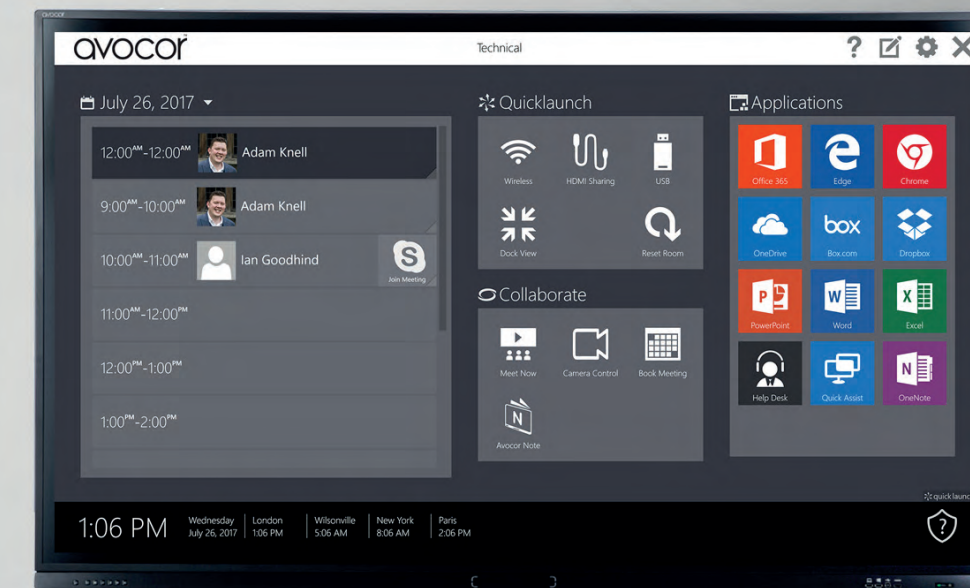 avocor
avocor™
Technical
?
July 26, 2017
12:00AM-12:00AM Adam Knell
9:00AM-10:00AM Adam Knell
10:00AM-11:00AM Ian Goodhind
S
Join Meeting
11:00AM-12:00PM
12:00PM-1:00PM
1:00PM-2:00PM
Quicklaunch
Wireless HDMI Sharing USB
Dock View Reset Room
Collaborate
Meet Now Camera Control Book Meeting
N
Avocor Note
Applications
Office 365 Edge Chrome
box
OneDrive Box.com Dropbox
P W X
PowerPoint Word Excel
N
Help Desk Quick Assist OneNote
quick launc
1:06 PM
Wednesday London Wilsonville New York Paris
July 26, 2017 1:06 PM 5:06 AM 8:06 AM 2:06 PM
?